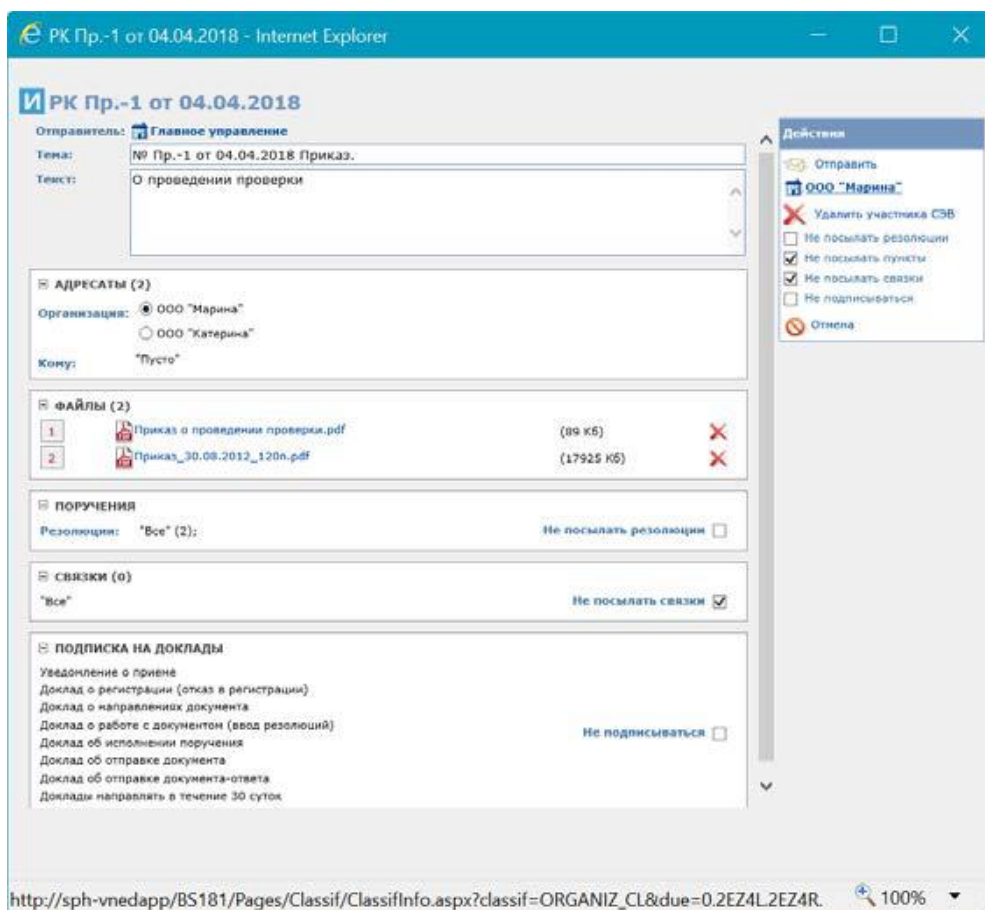 РК Пр.-1 от 04.04.2018 - Internet Explorer
И РК Пр.-1 от 04.04.2018
Отправитель: Главное управление
Тема: № Пр.-1 от 04.04.2018 Приказ.
Текст: О проведении проверки
АДРЕСАТЫ (2)
Организация: ООО "Марина"
ООО "Катерина"
Кому: "Пусто"
ФАЙЛЫ (2)
1 Приказ о проведении проверки.pdf (89 Кб)
2 Приказ_30.08.2012_120п.pdf (17925 Кб)
ПОРУЧЕНИЯ
Резолюции: "Все" (2); Не посылать резолюции
СВЯЗКИ (0)
"Все" Не посылать связки
ПОДПИСКА НА ДОКЛАДЫ
Уведомление о приеме
Доклад о регистрации (отказ в регистрации)
Доклад о направлениях документа
Доклад о работе с документом (ввод резолюций)
Не подписываться
Доклад об исполнении поручения
Доклад об отправке документа
Доклад об отправке документа-ответа
Доклады направлять в течение 30 суток
Действия
Отправить
ООО "Марина"
Удалить участника СЭВ
Не посылать резолюции
Не посылать пункты
Не посылать связки
Не подписываться
Отмена
http://sph-vnedapp/BS181/Pages/Classif/ClassifInfo.aspx?classif=ORGANIZ_CL&due=0.2EZ4L.2EZ4R. 100%